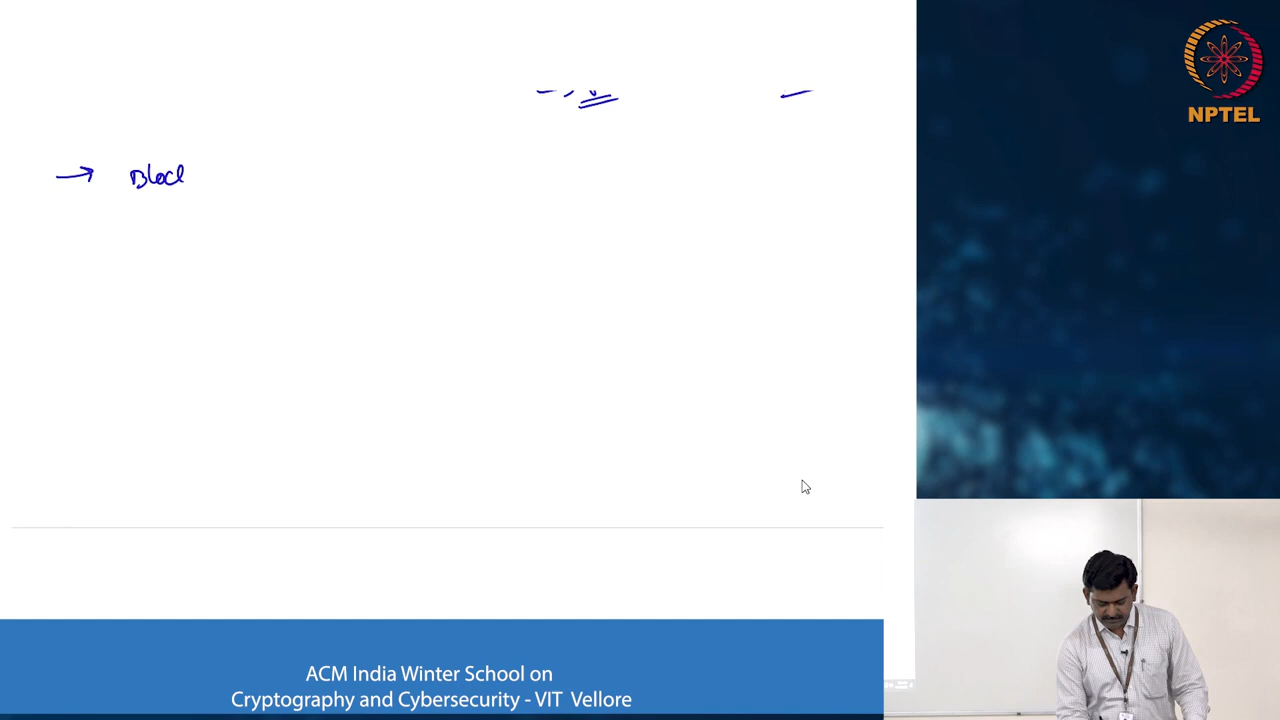 NPTEL
→ Block
ACM India Winter School on
Cryptography and Cybersecurity - VIT Vellore